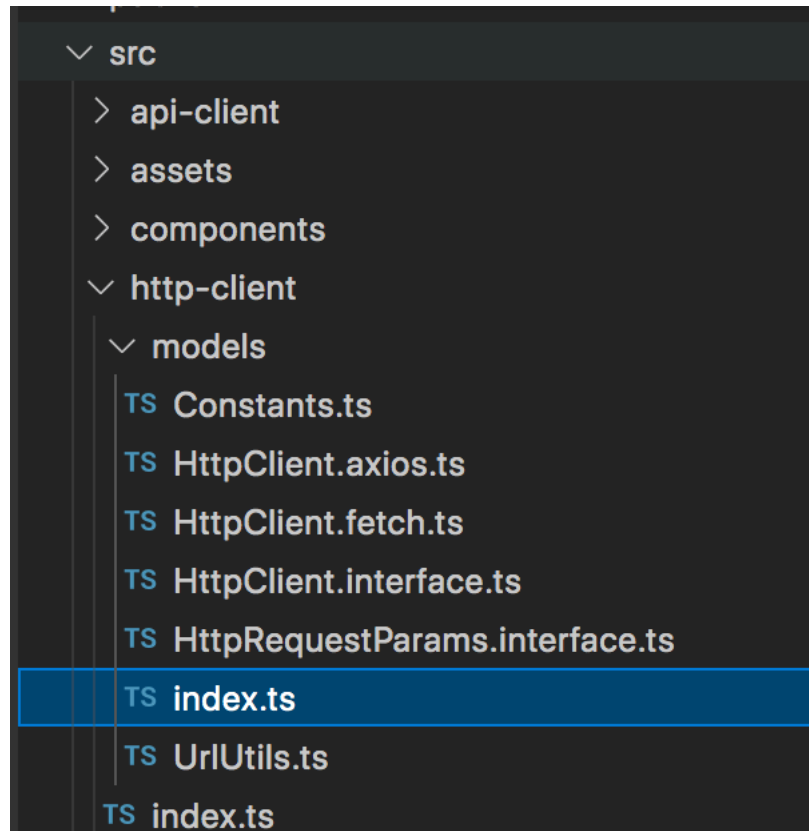 src
api-client
assets
components
http-client
models
TS Constants.ts
TS HttpClient.axios.ts
TS HttpClient.fetch.ts
TS HttpClient.interface.ts
TS HttpRequestParams.interface.ts
TS index.ts
TS UrlUtils.ts
TS index.ts